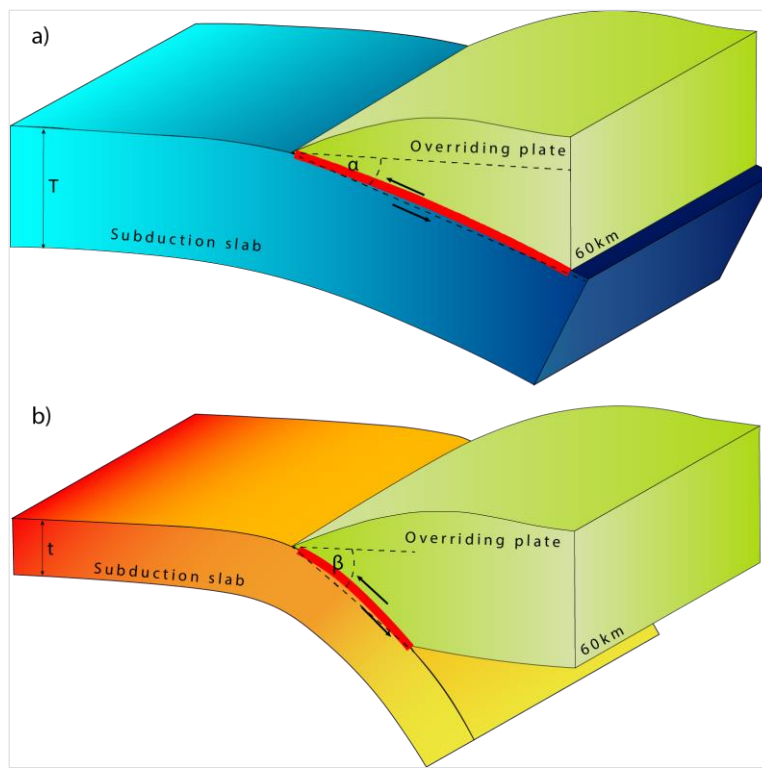 a)
Overriding plate
α
T
Subduction slab
60km
b)
Overriding plate
t
β
Subduction slab
60km